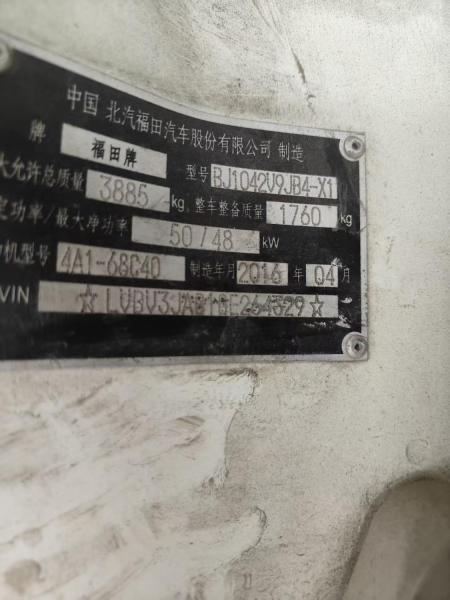 中国 北汽福田汽车股份有限公司 制造
牌 福田牌 型号 BJ1042V9JB4-X1
大允许总质量 3885 kg 整车整备质量 1760 kg
定功率/最大净功率 50/48 kW
机型号 4A1-68C40 制造年月 2016 年 04 月
VIN